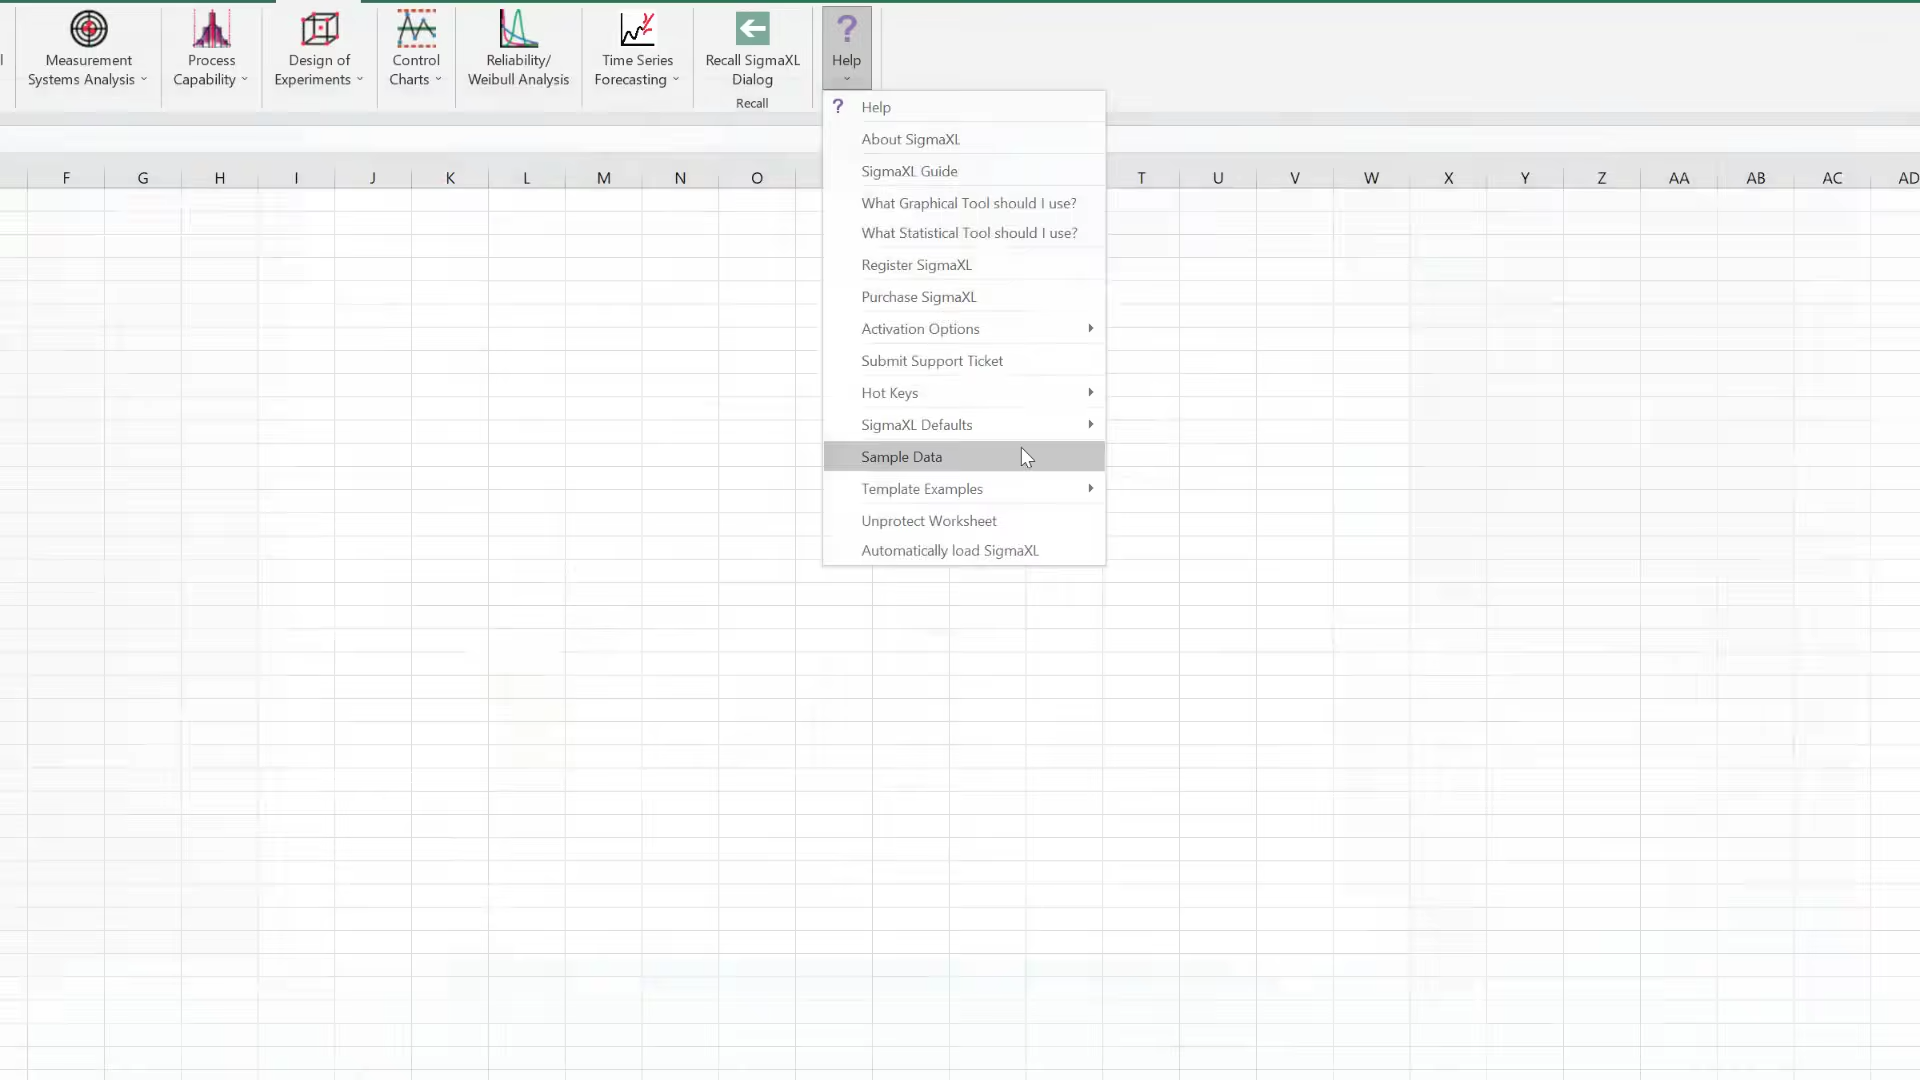 Measurement
Systems Analysis
Process
Capability
Design of
Experiments
Control
Charts
Reliability/
Weibull Analysis
Time Series
Forecasting
Recall SigmaXL
Dialog
Recall
Help
? Help
About SigmaXL
SigmaXL Guide
What Graphical Tool should I use?
What Statistical Tool should I use?
Register SigmaXL
Purchase SigmaXL
Activation Options
Submit Support Ticket
Hot Keys
SigmaXL Defaults
Sample Data
Template Examples
Unprotect Worksheet
Automatically load SigmaXL
F G H I J K L M N O T U V W X Y Z AA AB AC AD